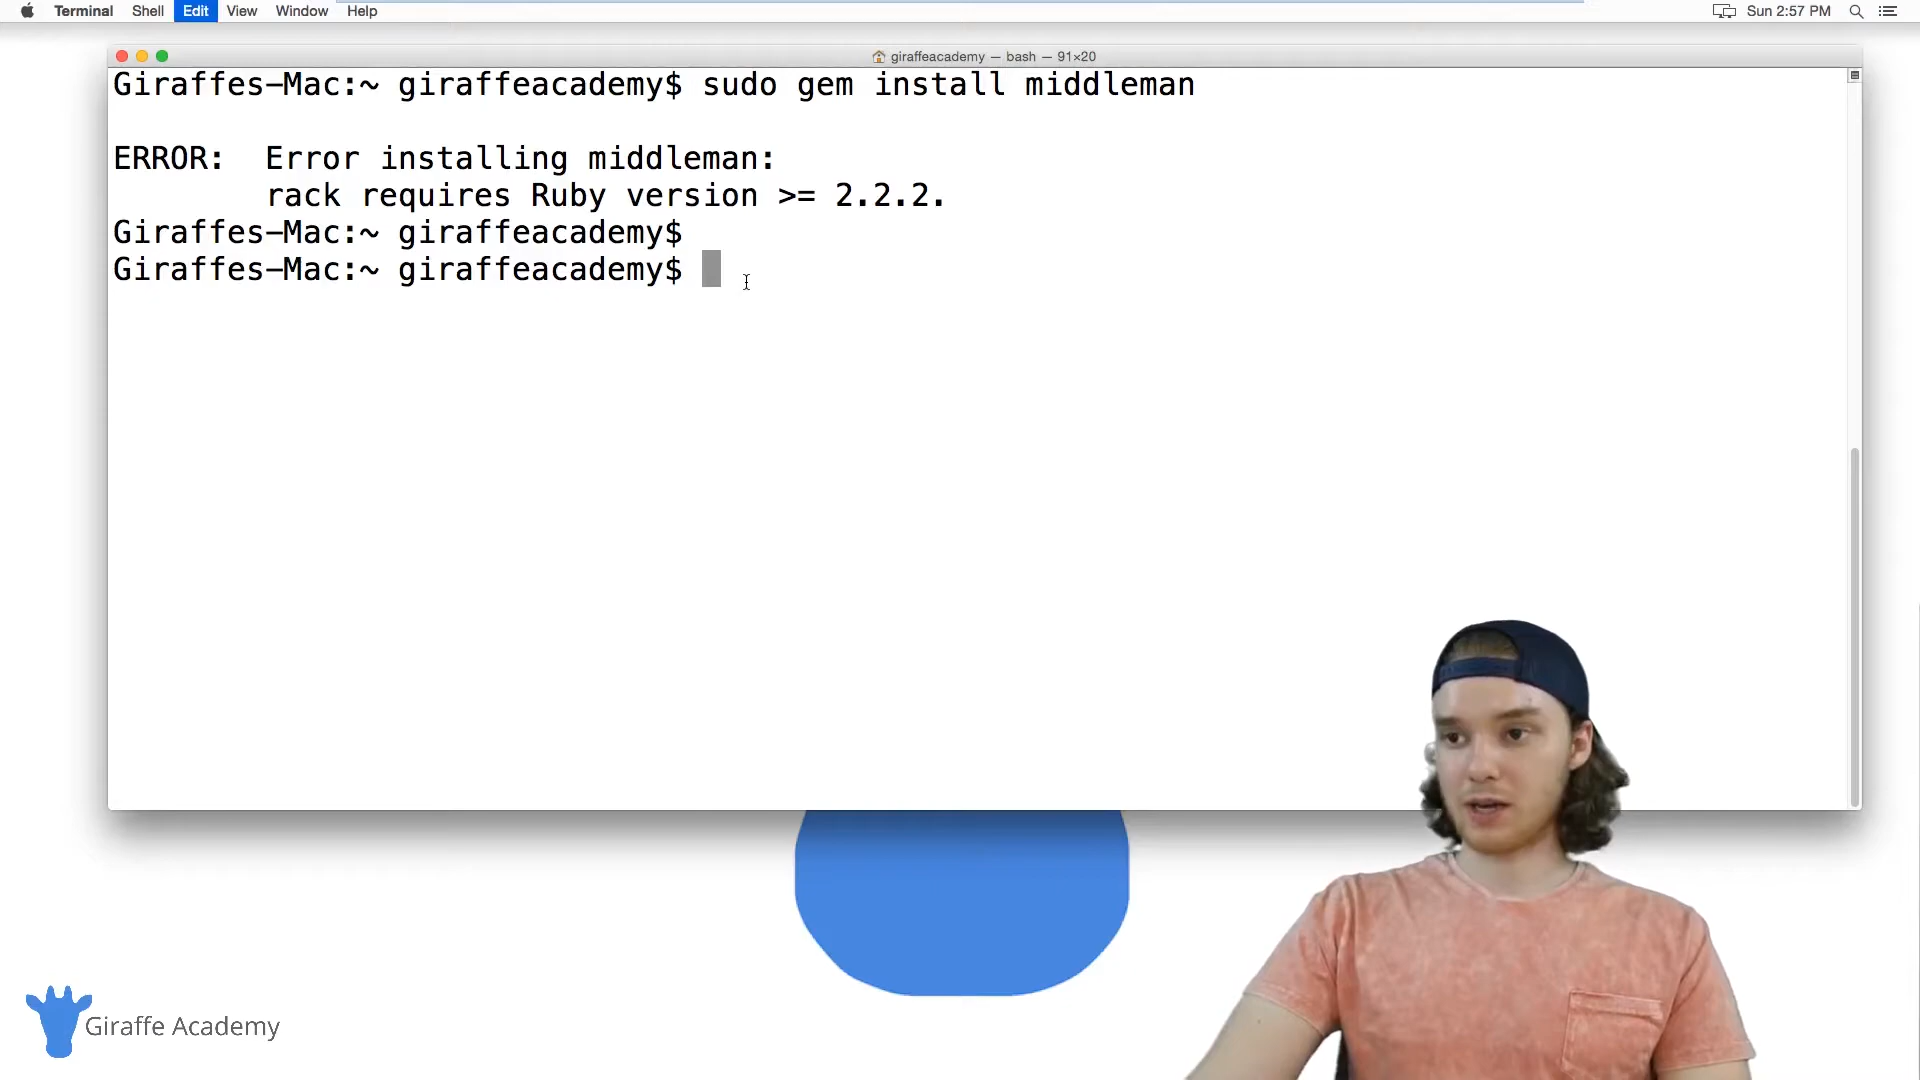 Terminal Shell Edit View Window Help Sun 2:57 PM
giraffeacademy — bash — 91×20
Giraffes-Mac:~ giraffeacademy$ sudo gem install middleman
ERROR:  Error installing middleman:
rack requires Ruby version >= 2.2.2.
Giraffes-Mac:~ giraffeacademy$
Giraffes-Mac:~ giraffeacademy$
Giraffe Academy